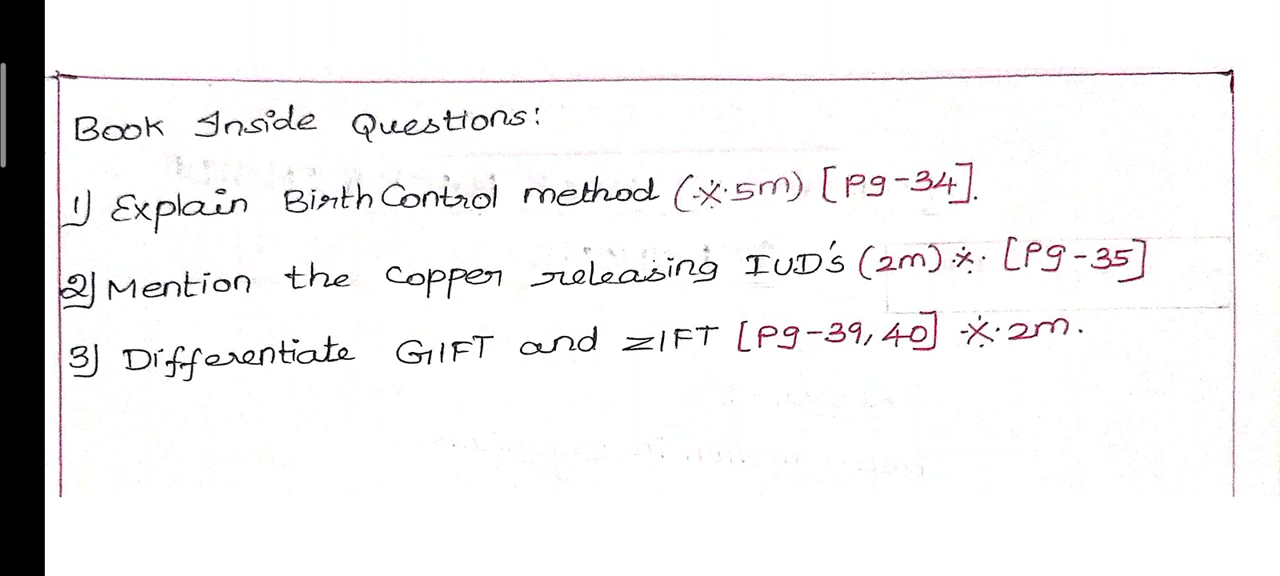 Book Inside Questions:
1) Explain Birth Control method (※ 5m) [Pg-34].
2) Mention the copper releasing IUD's (2m) ※. [Pg-35]
3) Differentiate GIFT and ZIFT [Pg-39, 40] ※ 2m.